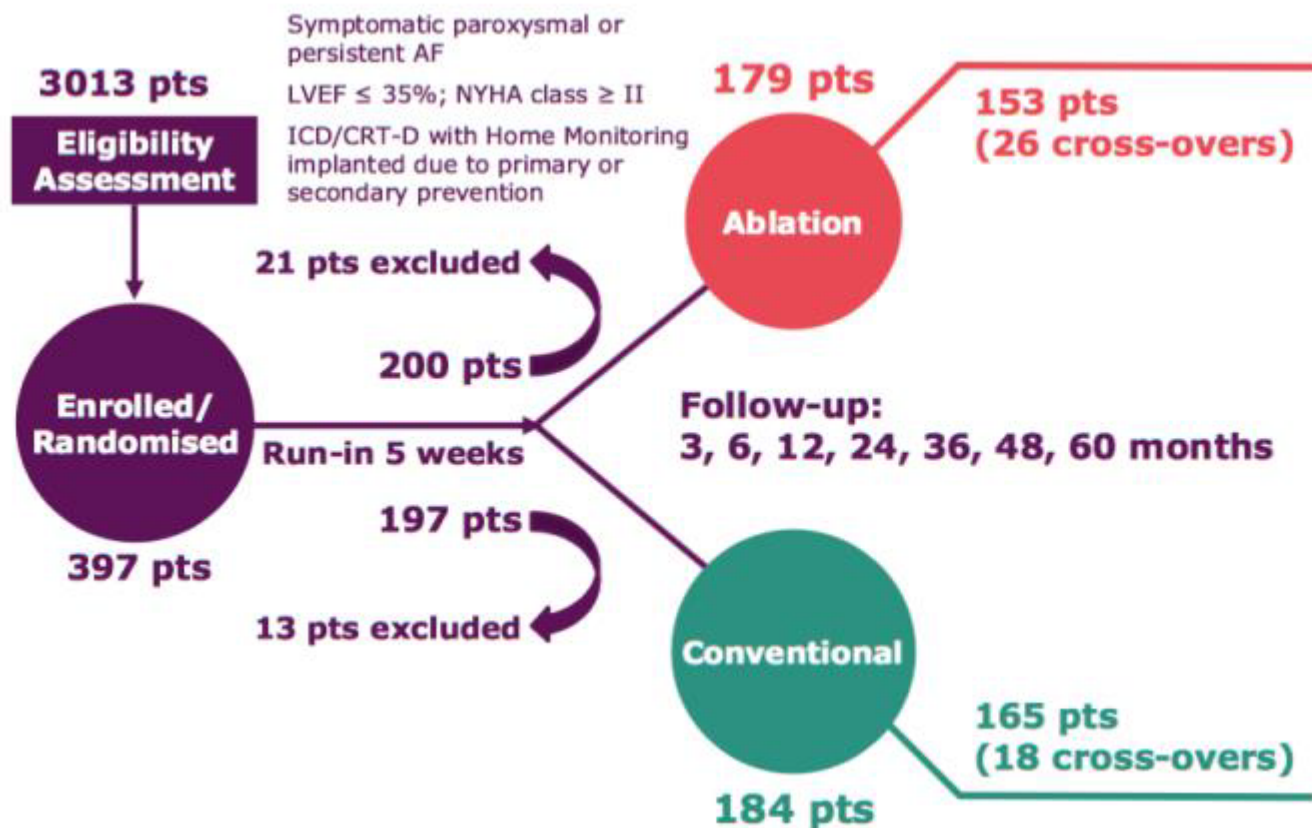 3013 pts
Eligibility
Assessment
Symptomatic paroxysmal or
persistent AF
LVEF ≤ 35%; NYHA class ≥ II
ICD/CRT-D with Home Monitoring
implanted due to primary or
secondary prevention
179 pts
Ablation
153 pts
(26 cross-overs)
21 pts excluded
200 pts
Enrolled/
Randomised
397 pts
Run-in 5 weeks
Follow-up:
3, 6, 12, 24, 36, 48, 60 months
197 pts
13 pts excluded
Conventional
184 pts
165 pts
(18 cross-overs)